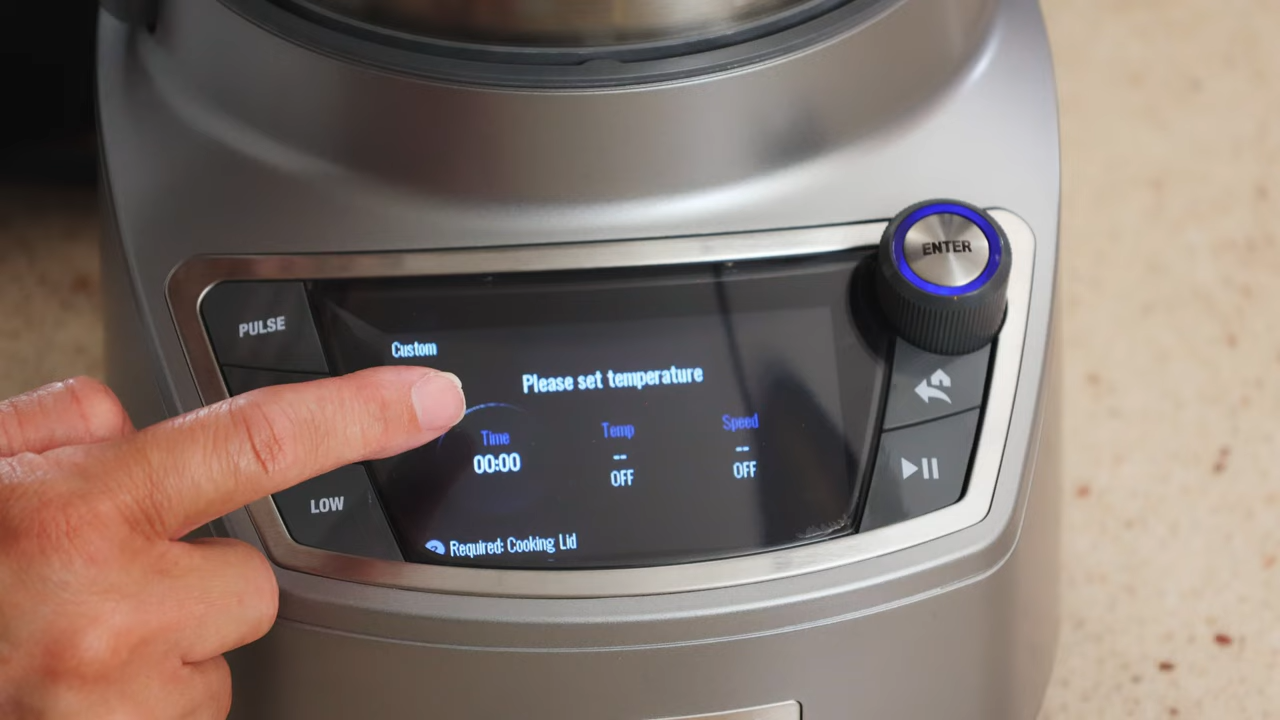 ENTER
PULSE
Custom
Please set temperature
Time
Temp
Speed
00:00
--
--
OFF
OFF
LOW
Required: Cooking Lid